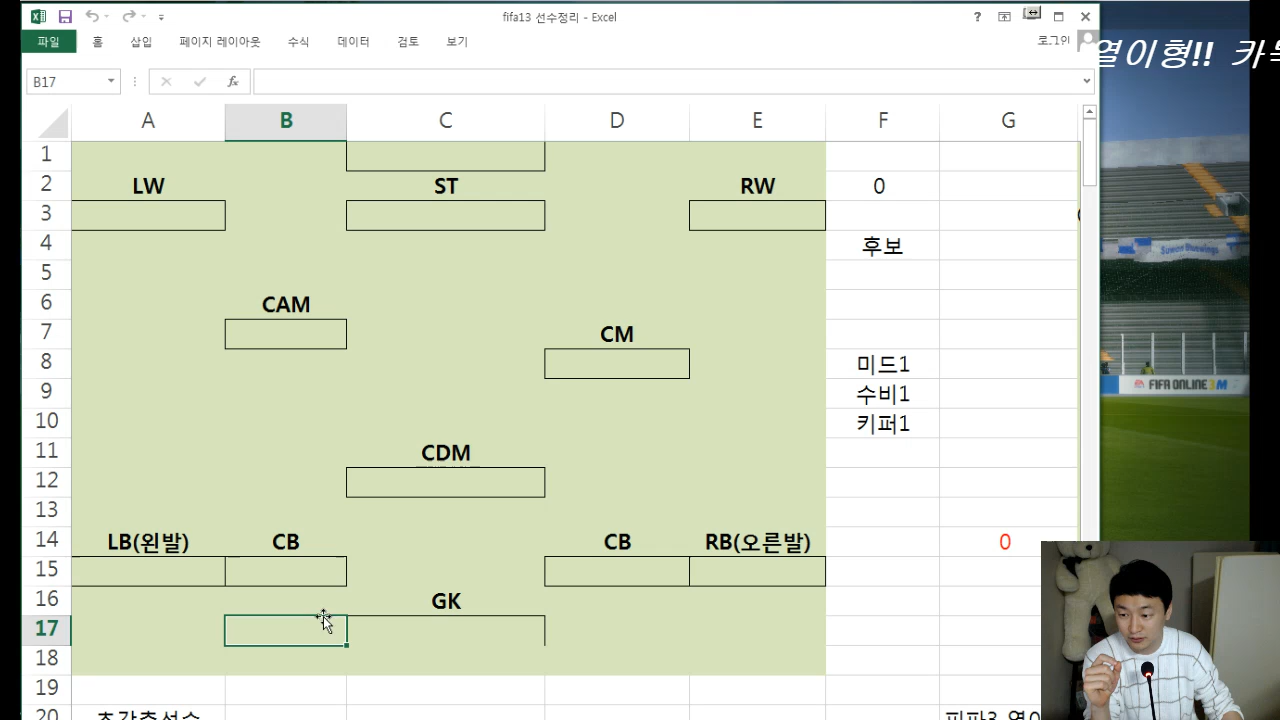 fifa13 선수정리 - Excel
파일 홈 삽입 페이지 레이아웃 수식 데이터 검토 보기 로그인
열이형!! 카톡
B17 fx
A B C D E F G
1
2 LW ST RW 0
3
4 후보
5
6 CAM
7 CM
8 미드1
9 수비1
10 키퍼1
11 CDM
12
13
14 LB(왼발) CB CB RB(오른발) 0
15
16 GK
17
18
19
20
Suwon Bluewings
FIFA ONLINE 3 M